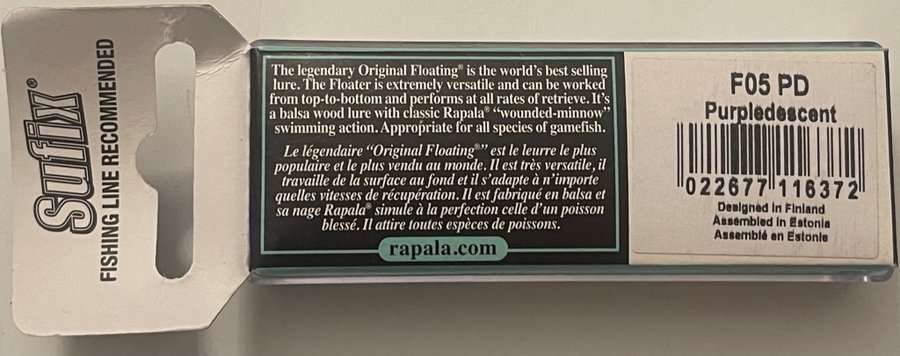 Sufix®
FISHING LINE RECOMMENDED
The legendary Original Floating® is the world's best selling
lure. The Floater is extremely versatile and can be worked
from top-to-bottom and performs at all rates of retrieve. It's
a balsa wood lure with classic Rapala® “wounded-minnow”
swimming action. Appropriate for all species of gamefish.
Le légendaire “Original Floating®” est le leurre le plus
populaire et le plus vendu au monde. Il est très versatile, il
travaille de la surface au fond et il s'adapte à n'importe
quelles vitesses de récupération. Il est fabriqué en balsa et
sa nage Rapala® simule à la perfection celle d'un poisson
blessé. Il attire toutes espèces de poissons.
rapala.com
F05 PD
Purpledescent
022677 116372
Designed in Finland
Assembled in Estonia
Assemblé en Estonie